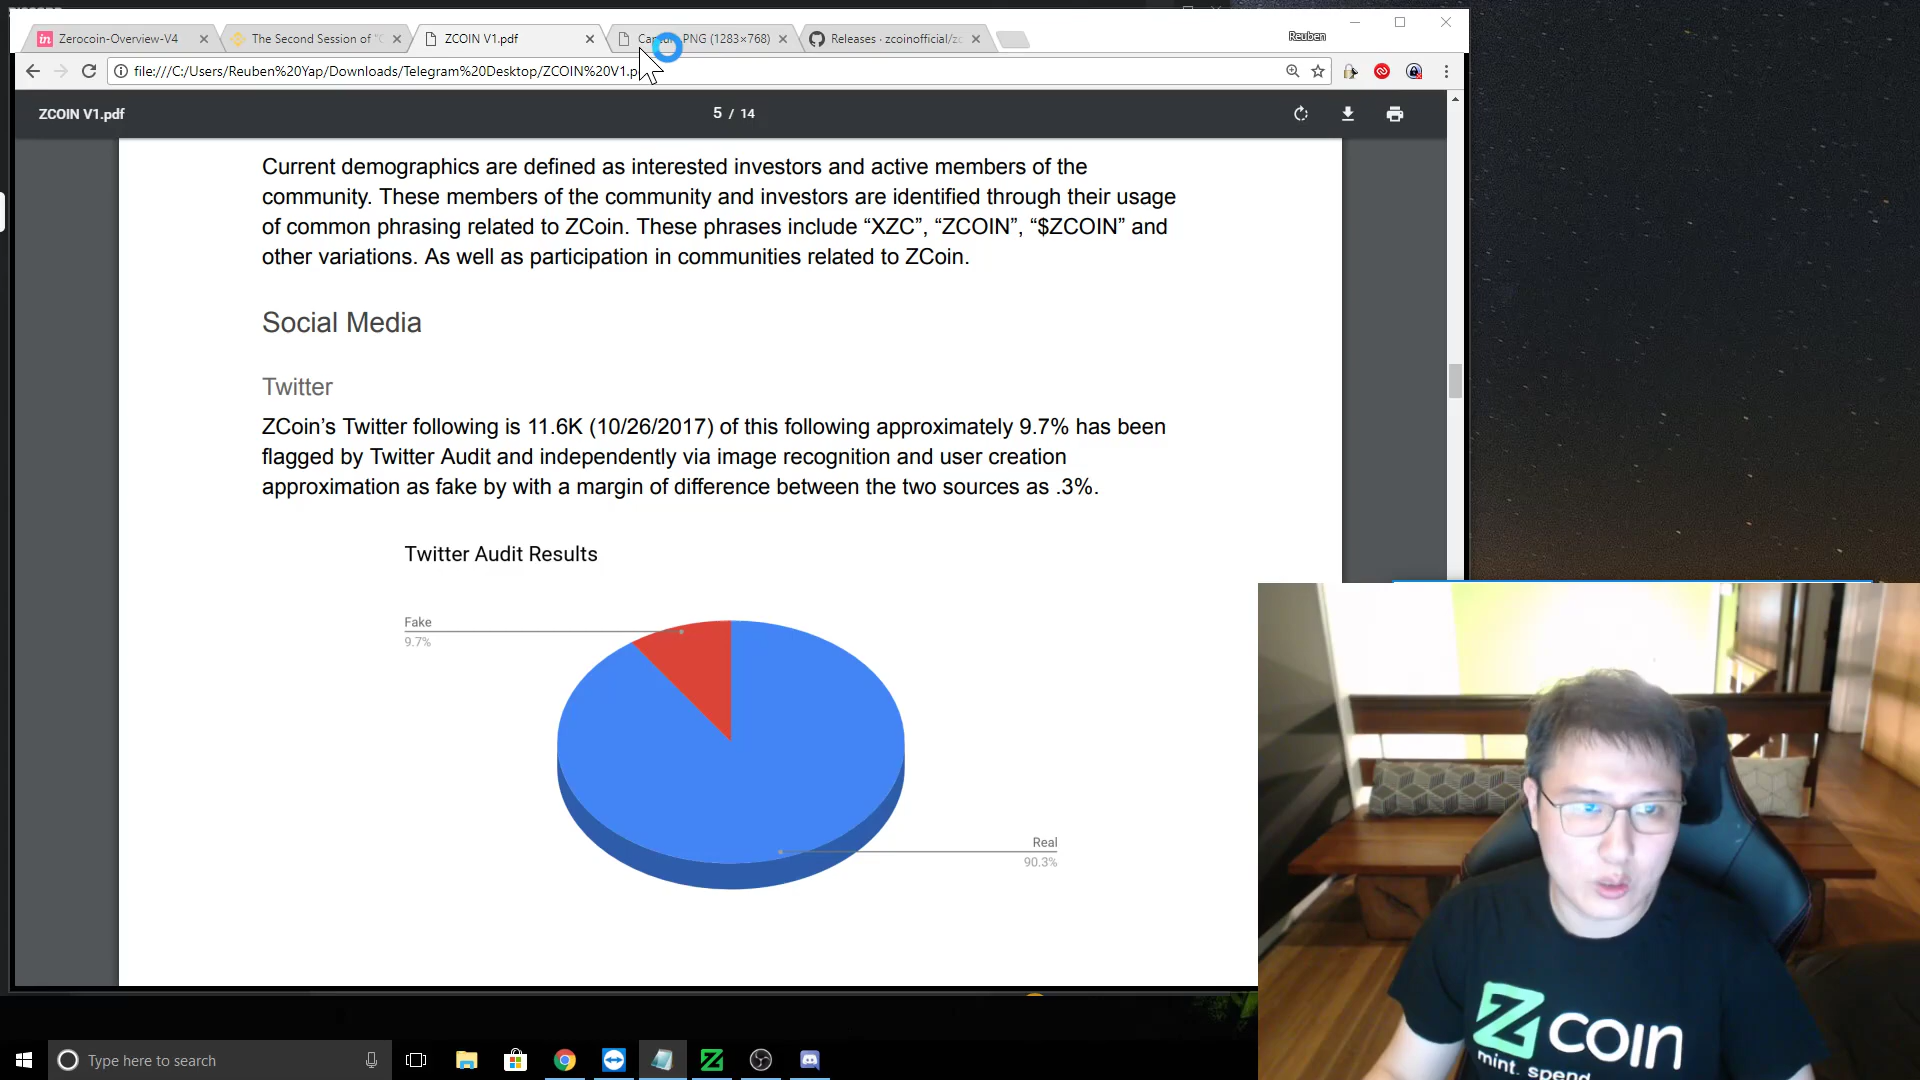 Zerocoin-Overview-V4
The Second Session of "C
ZCOIN V1.pdf
PNG (1283×768)
Releases · zcoinofficial/zc
Reuben
file:///C:/Users/Reuben%20Yap/Downloads/Telegram%20Desktop/ZCOIN%20V1.p
ZCOIN V1.pdf
5 / 14
Current demographics are defined as interested investors and active members of the
community. These members of the community and investors are identified through their usage
of common phrasing related to ZCoin. These phrases include “XZC”, “ZCOIN”, “$ZCOIN” and
other variations. As well as participation in communities related to ZCoin.
Social Media
Twitter
ZCoin’s Twitter following is 11.6K (10/26/2017) of this following approximately 9.7% has been
flagged by Twitter Audit and independently via image recognition and user creation
approximation as fake by with a margin of difference between the two sources as .3%.
Twitter Audit Results
Fake
9.7%
Real
90.3%
Zcoin
mint. spend
Type here to search